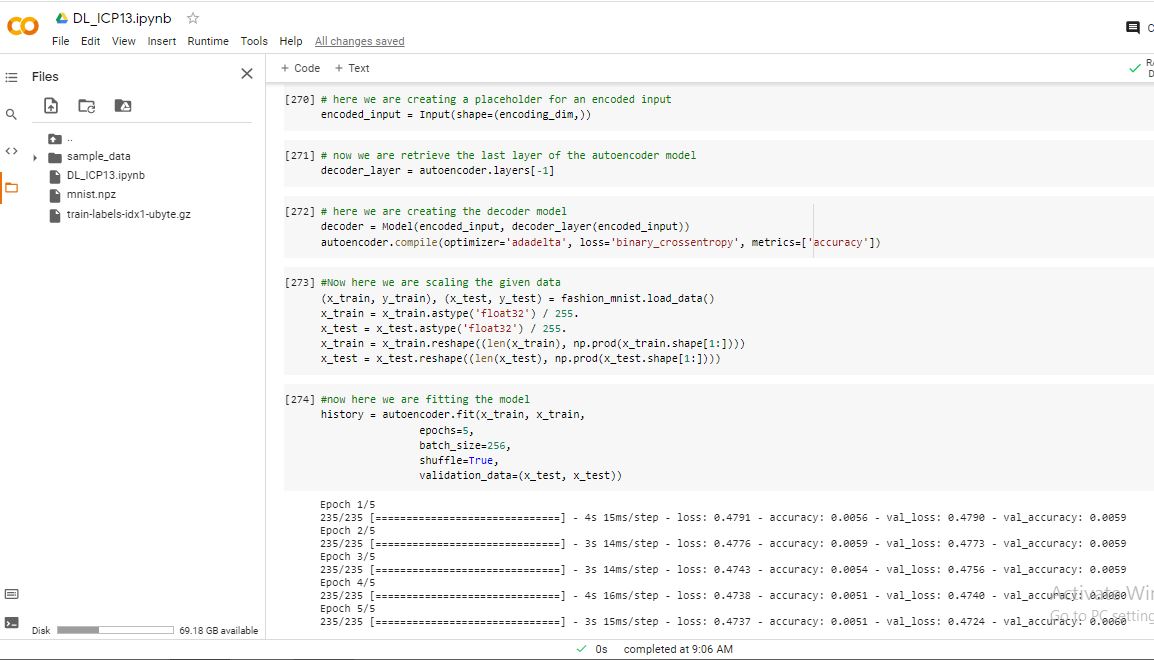 DL_ICP13.ipynb
File Edit View Insert Runtime Tools Help All changes saved
Files
+ Code + Text
..
sample_data
DL_ICP13.ipynb
mnist.npz
train-labels-idx1-ubyte.gz
[270] # here we are creating a placeholder for an encoded input
encoded_input = Input(shape=(encoding_dim,))
[271] # now we are retrieve the last layer of the autoencoder model
decoder_layer = autoencoder.layers[-1]
[272] # here we are creating the decoder model
decoder = Model(encoded_input, decoder_layer(encoded_input))
autoencoder.compile(optimizer='adadelta', loss='binary_crossentropy', metrics=['accuracy'])
[273] #Now here we are scaling the given data
(x_train, y_train), (x_test, y_test) = fashion_mnist.load_data()
x_train = x_train.astype('float32') / 255.
x_test = x_test.astype('float32') / 255.
x_train = x_train.reshape((len(x_train), np.prod(x_train.shape[1:])))
x_test = x_test.reshape((len(x_test), np.prod(x_test.shape[1:])))
[274] #now here we are fitting the model
history = autoencoder.fit(x_train, x_train,
epochs=5,
batch_size=256,
shuffle=True,
validation_data=(x_test, x_test))
Epoch 1/5
235/235 [==============================] - 4s 15ms/step - loss: 0.4791 - accuracy: 0.0056 - val_loss: 0.4790 - val_accuracy: 0.0059
Epoch 2/5
235/235 [==============================] - 3s 14ms/step - loss: 0.4776 - accuracy: 0.0059 - val_loss: 0.4773 - val_accuracy: 0.0059
Epoch 3/5
235/235 [==============================] - 3s 14ms/step - loss: 0.4743 - accuracy: 0.0054 - val_loss: 0.4756 - val_accuracy: 0.0059
Epoch 4/5
235/235 [==============================] - 4s 16ms/step - loss: 0.4738 - accuracy: 0.0051 - val_loss: 0.4740 - val_accuracy: 0.0060
Epoch 5/5
235/235 [==============================] - 3s 15ms/step - loss: 0.4737 - accuracy: 0.0051 - val_loss: 0.4724 - val_accuracy: 0.0060
Activate Win
Go to PC setting
Disk 69.18 GB available
0s completed at 9:06 AM